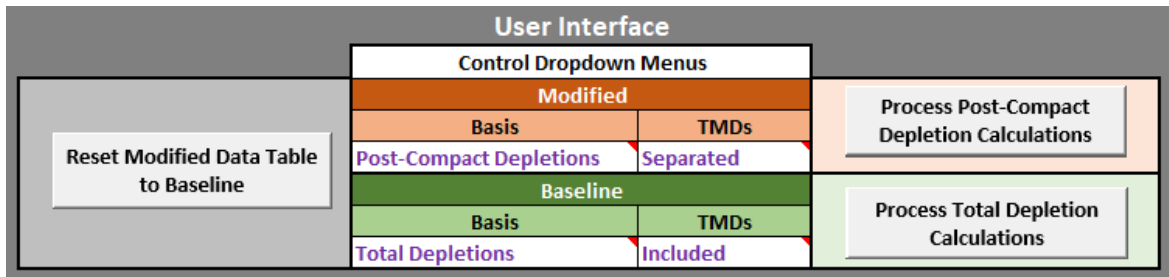 User Interface
Control Dropdown Menus
Modified
Basis TMDs
Post-Compact Depletions Separated
Baseline
Basis TMDs
Total Depletions Included
Reset Modified Data Table
to Baseline
Process Post-Compact
Depletion Calculations
Process Total Depletion
Calculations